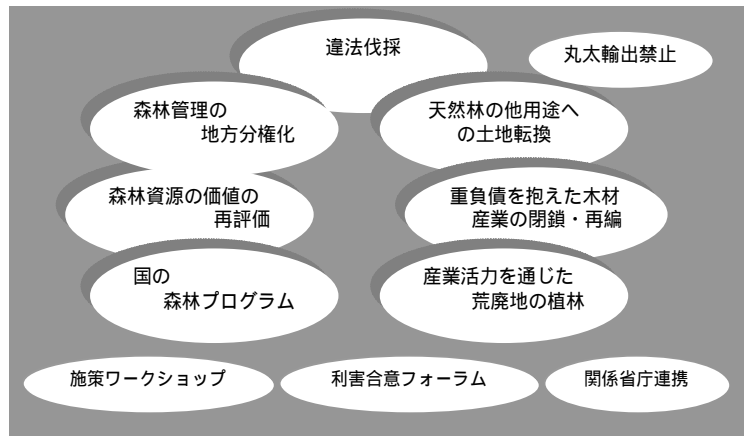 違法伐採
丸太輸出禁止
森林管理の
地方分権化
天然林の他用途へ
の土地転換
森林資源の価値の
再評価
重負債を抱えた木材
産業の閉鎖・再編
国の
森林プログラム
産業活力を通じた
荒廃地の植林
施策ワークショップ
利害合意フォーラム
関係省庁連携